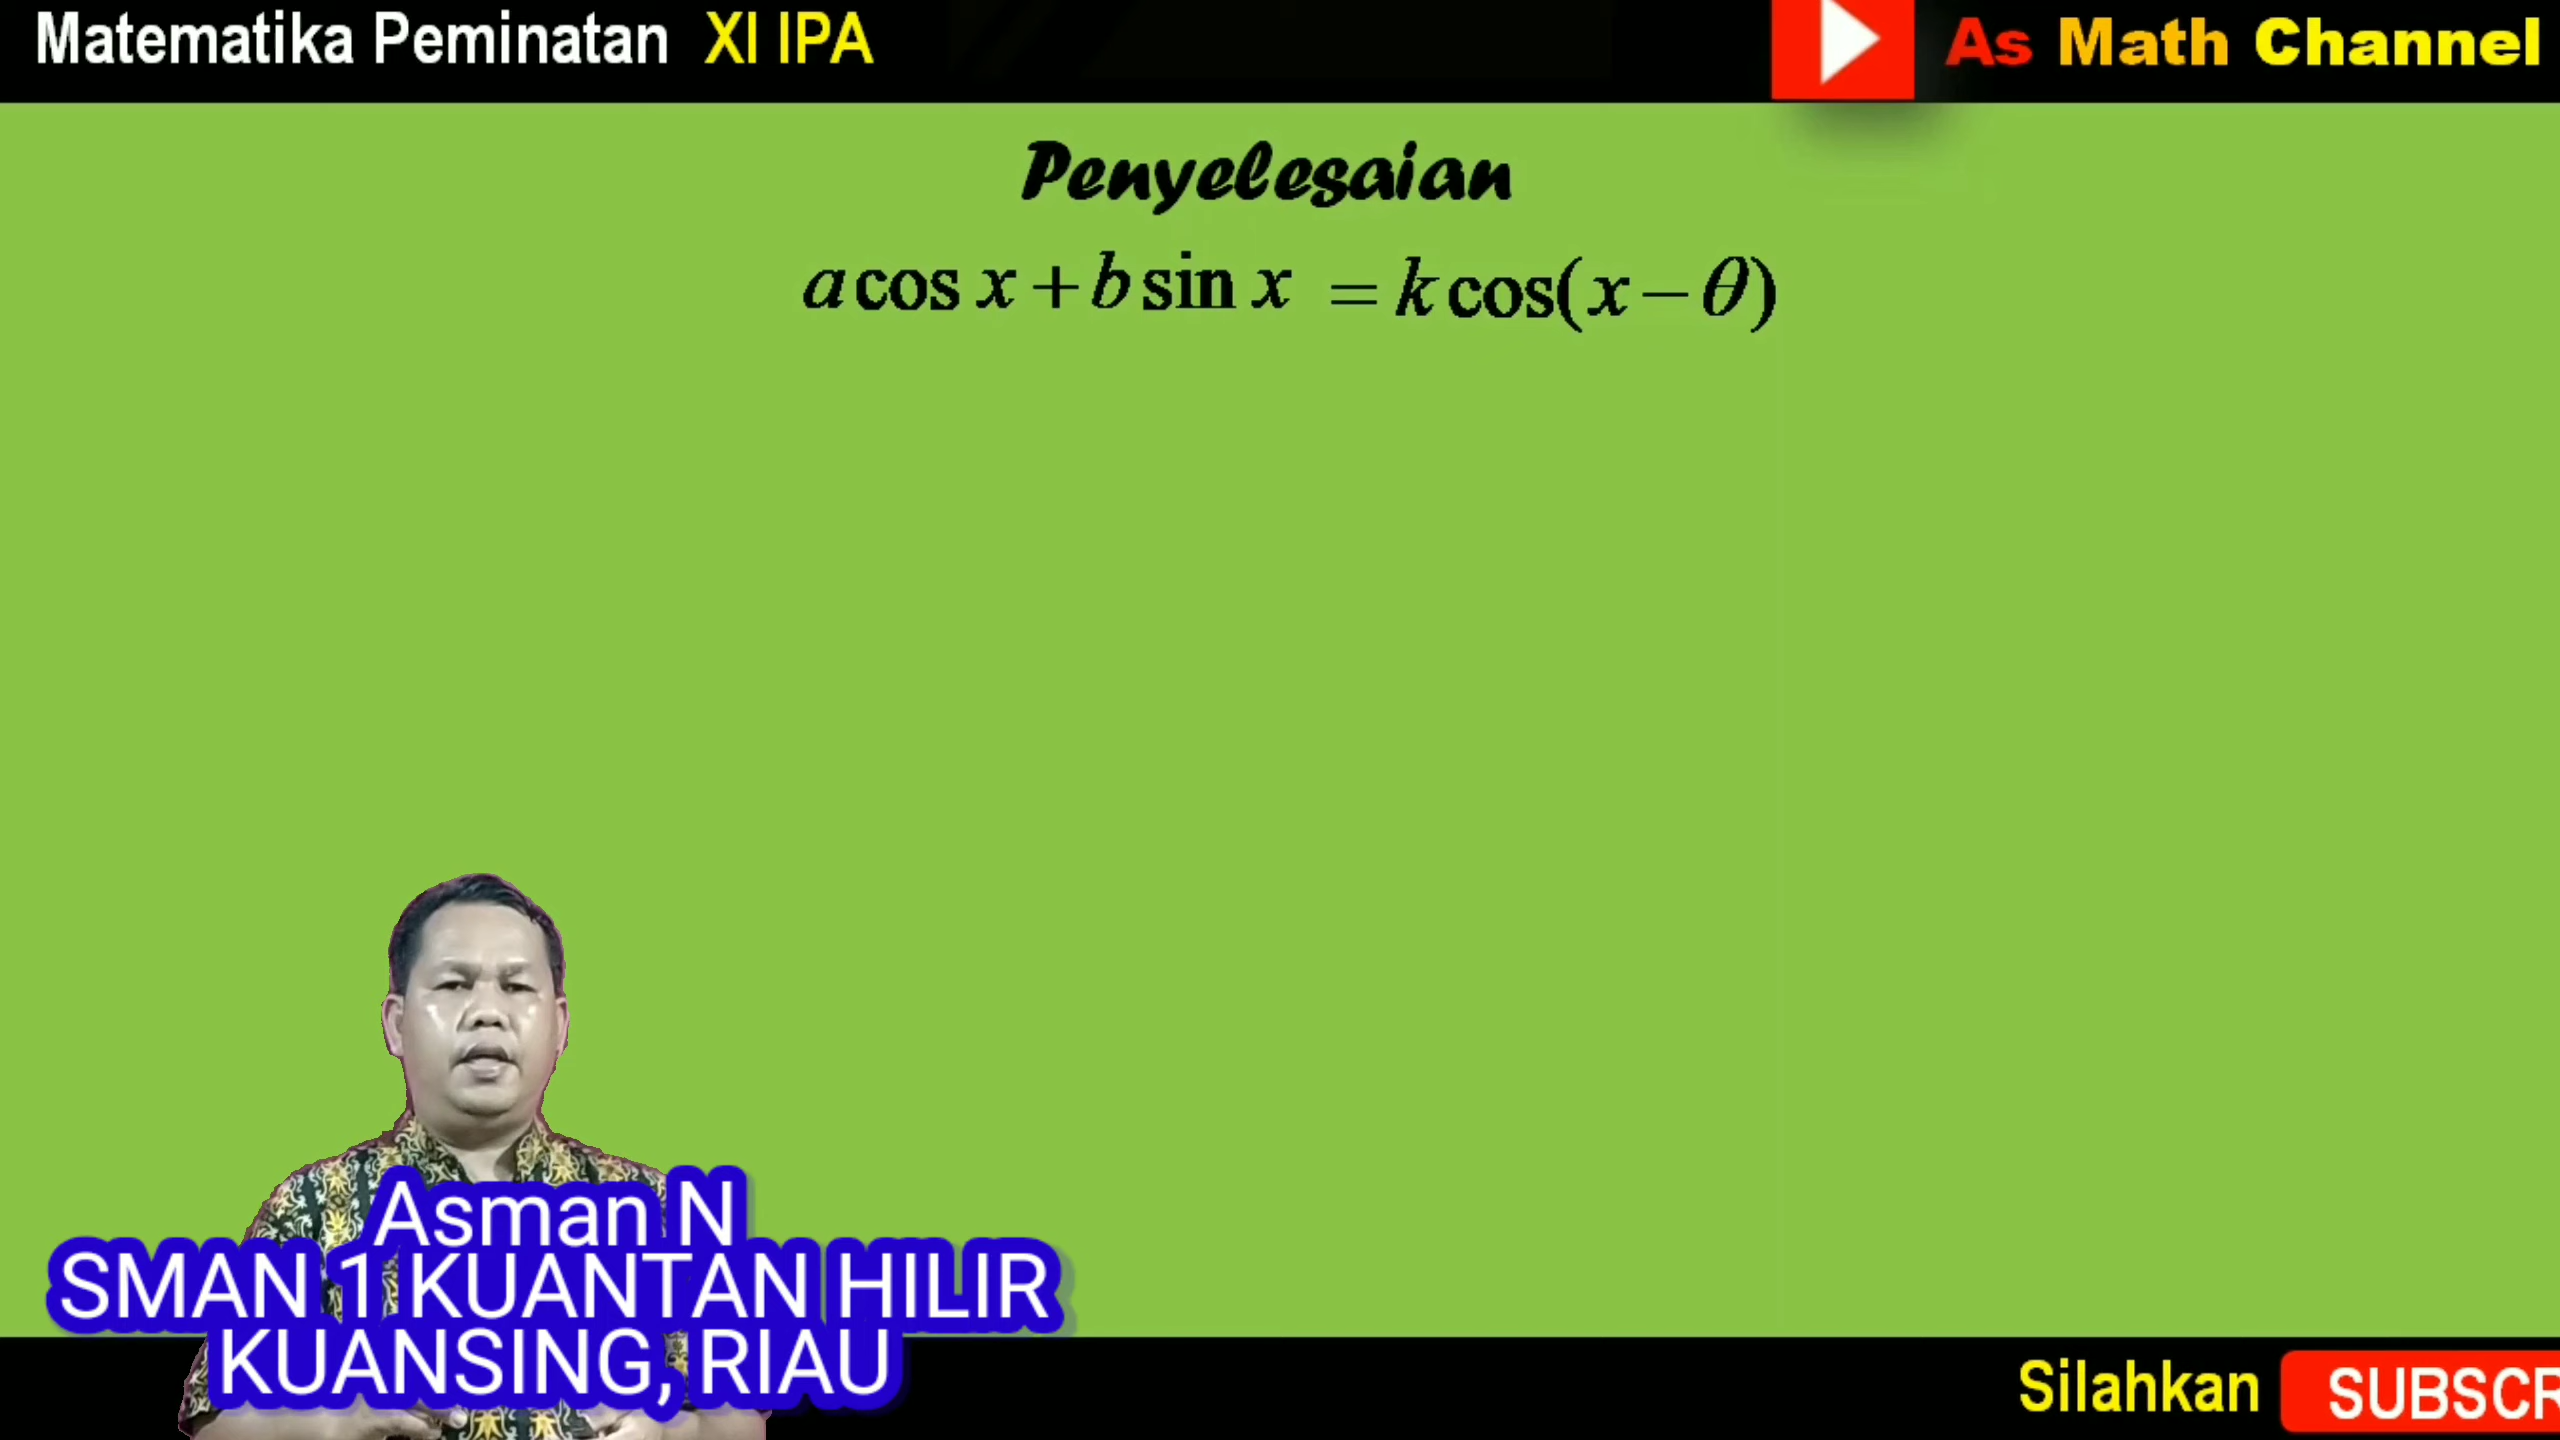 Matematika Peminatan XI IPA
As Math Channel
Penyelesaian
a cos x + b sin x = k cos(x − θ)
Asman N
SMAN 1 KUANTAN HILIR
KUANSING, RIAU
Silahkan SUBSCR